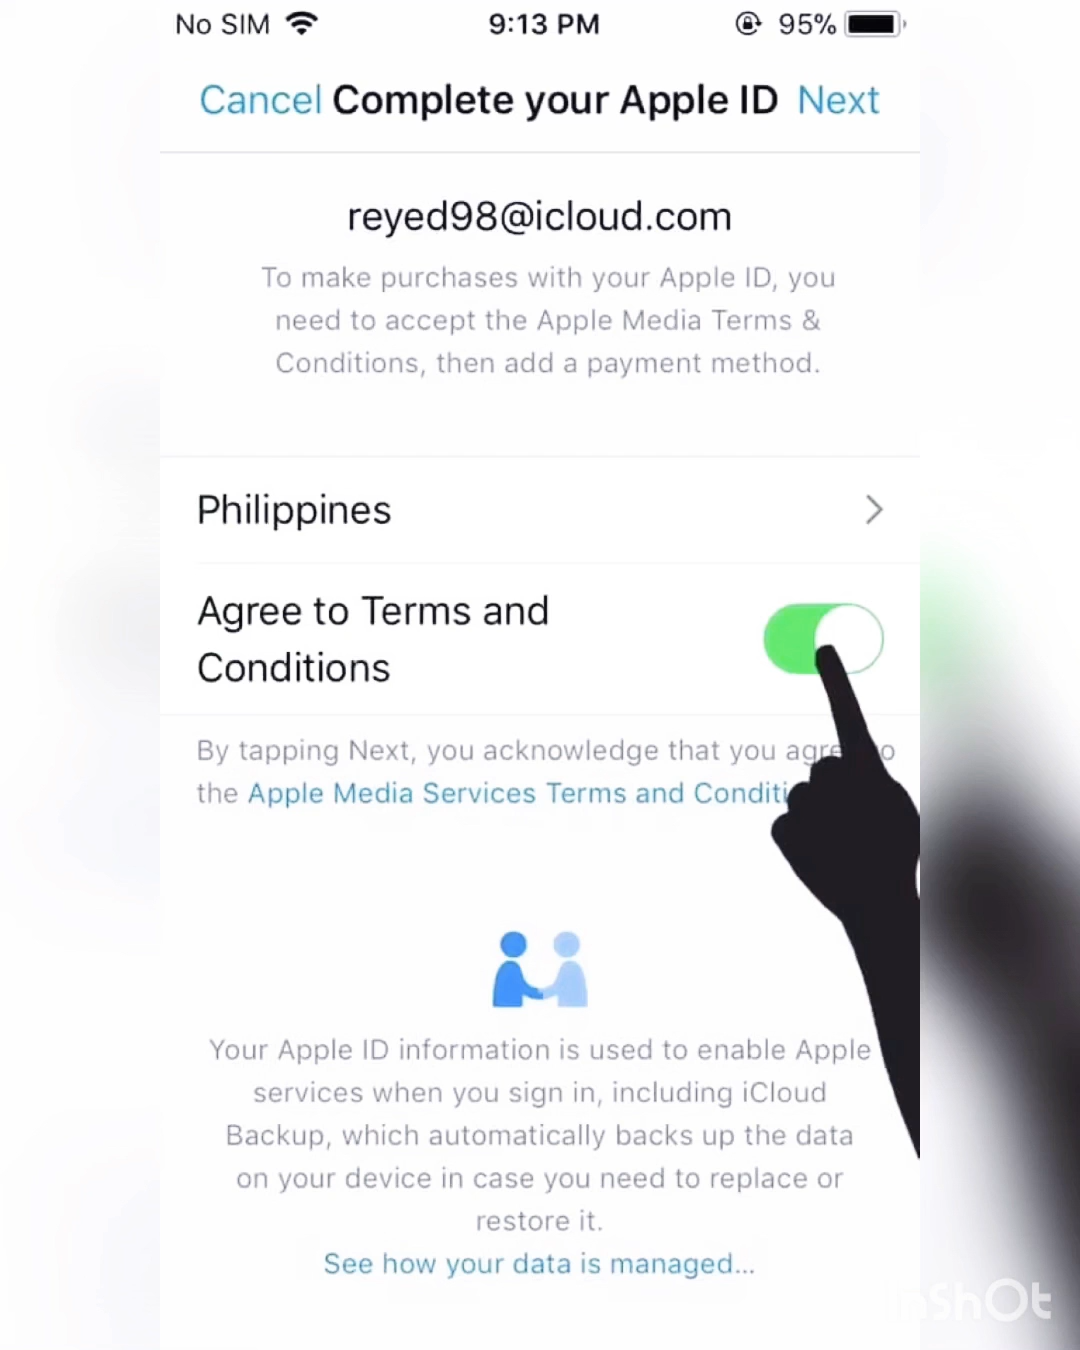 No SIM 9:13 PM 95%
Cancel Complete your Apple ID Next
reyed98@icloud.com
To make purchases with your Apple ID, you
need to accept the Apple Media Terms &
Conditions, then add a payment method.
Philippines
Agree to Terms and
Conditions
By tapping Next, you acknowledge that you agre o
the Apple Media Services Terms and Conditi
Your Apple ID information is used to enable Apple
services when you sign in, including iCloud
Backup, which automatically backs up the data
on your device in case you need to replace or
restore it.
See how your data is managed...
InShOt